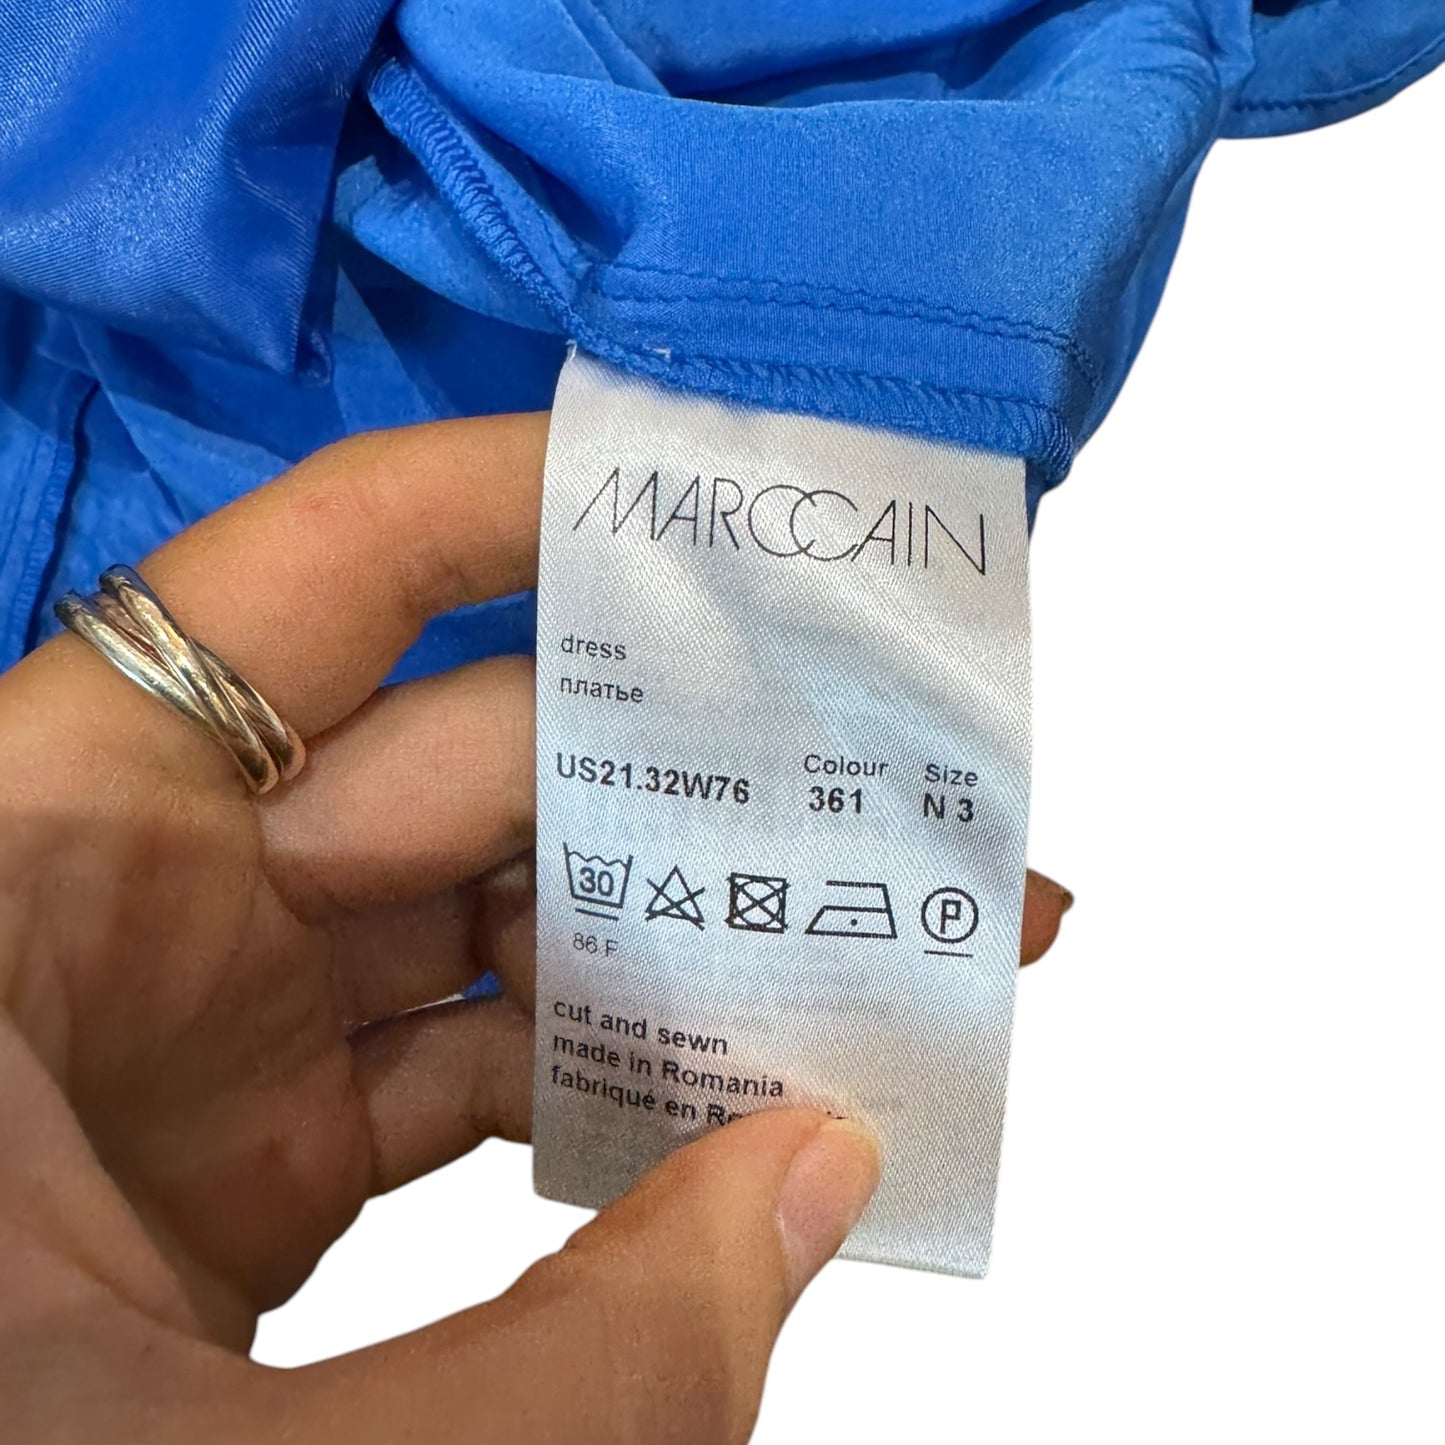 MARCCAIN
dress
платье
US21.32W76
Colour
361
Size
N 3
30
P
86 F
cut and sewn
made in Romania
fabriqué en